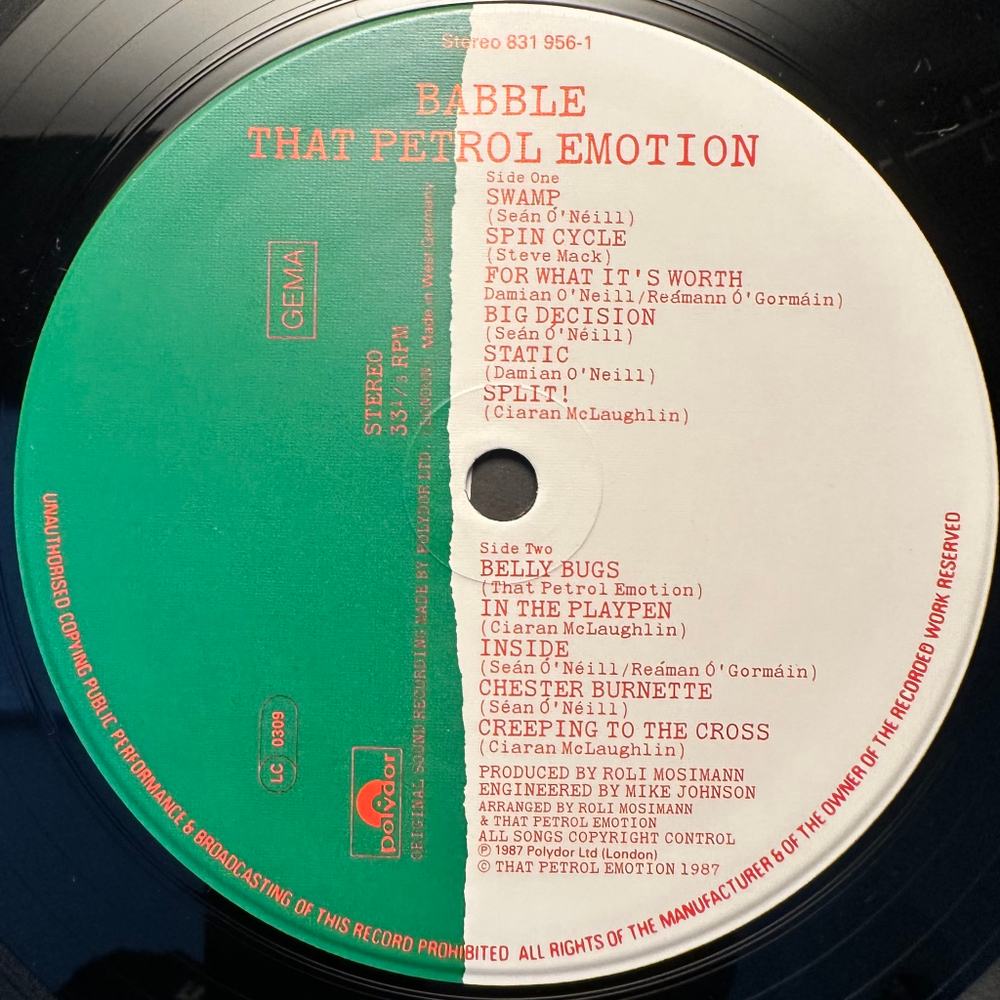 Stereo 831 956-1
BABBLE
THAT PETROL EMOTION
Side One
SWAMP
(Seán Ó'Néill)
SPIN CYCLE
(Steve Mack)
FOR WHAT IT'S WORTH
Damian O'Neill/Reámann Ó'Gormáin)
BIG DECISION
(Seán Ó'Néill)
STATIC
(Damian O'Neill)
SPLIT!
(Ciaran McLaughlin)
Side Two
BELLY BUGS
(That Petrol Emotion)
IN THE PLAYPEN
(Ciaran McLaughlin)
INSIDE
(Seán Ó'Néill/Reáman Ó'Gormáin)
CHESTER BURNETTE
(Séan Ó'Néill)
CREEPING TO THE CROSS
(Ciaran McLaughlin)
PRODUCED BY ROLI MOSIMANN
ENGINEERED BY MIKE JOHNSON
ARRANGED BY ROLI MOSIMANN
& THAT PETROL EMOTION
ALL SONGS COPYRIGHT CONTROL
℗ 1987 Polydor Ltd (London)
© THAT PETROL EMOTION 1987
GEMA
STEREO
33 1/3 RPM
ORIGINAL SOUND RECORDING MADE BY POLYDOR LTD., (LONDON) Made in West Germany
LC 0309
polydor
UNAUTHORISED COPYING PUBLIC PERFORMANCE & BROADCASTING OF THIS RECORD PROHIBITED ALL RIGHTS OF THE MANUFACTURER & OF THE OWNER OF THE RECORDED WORK RESERVED